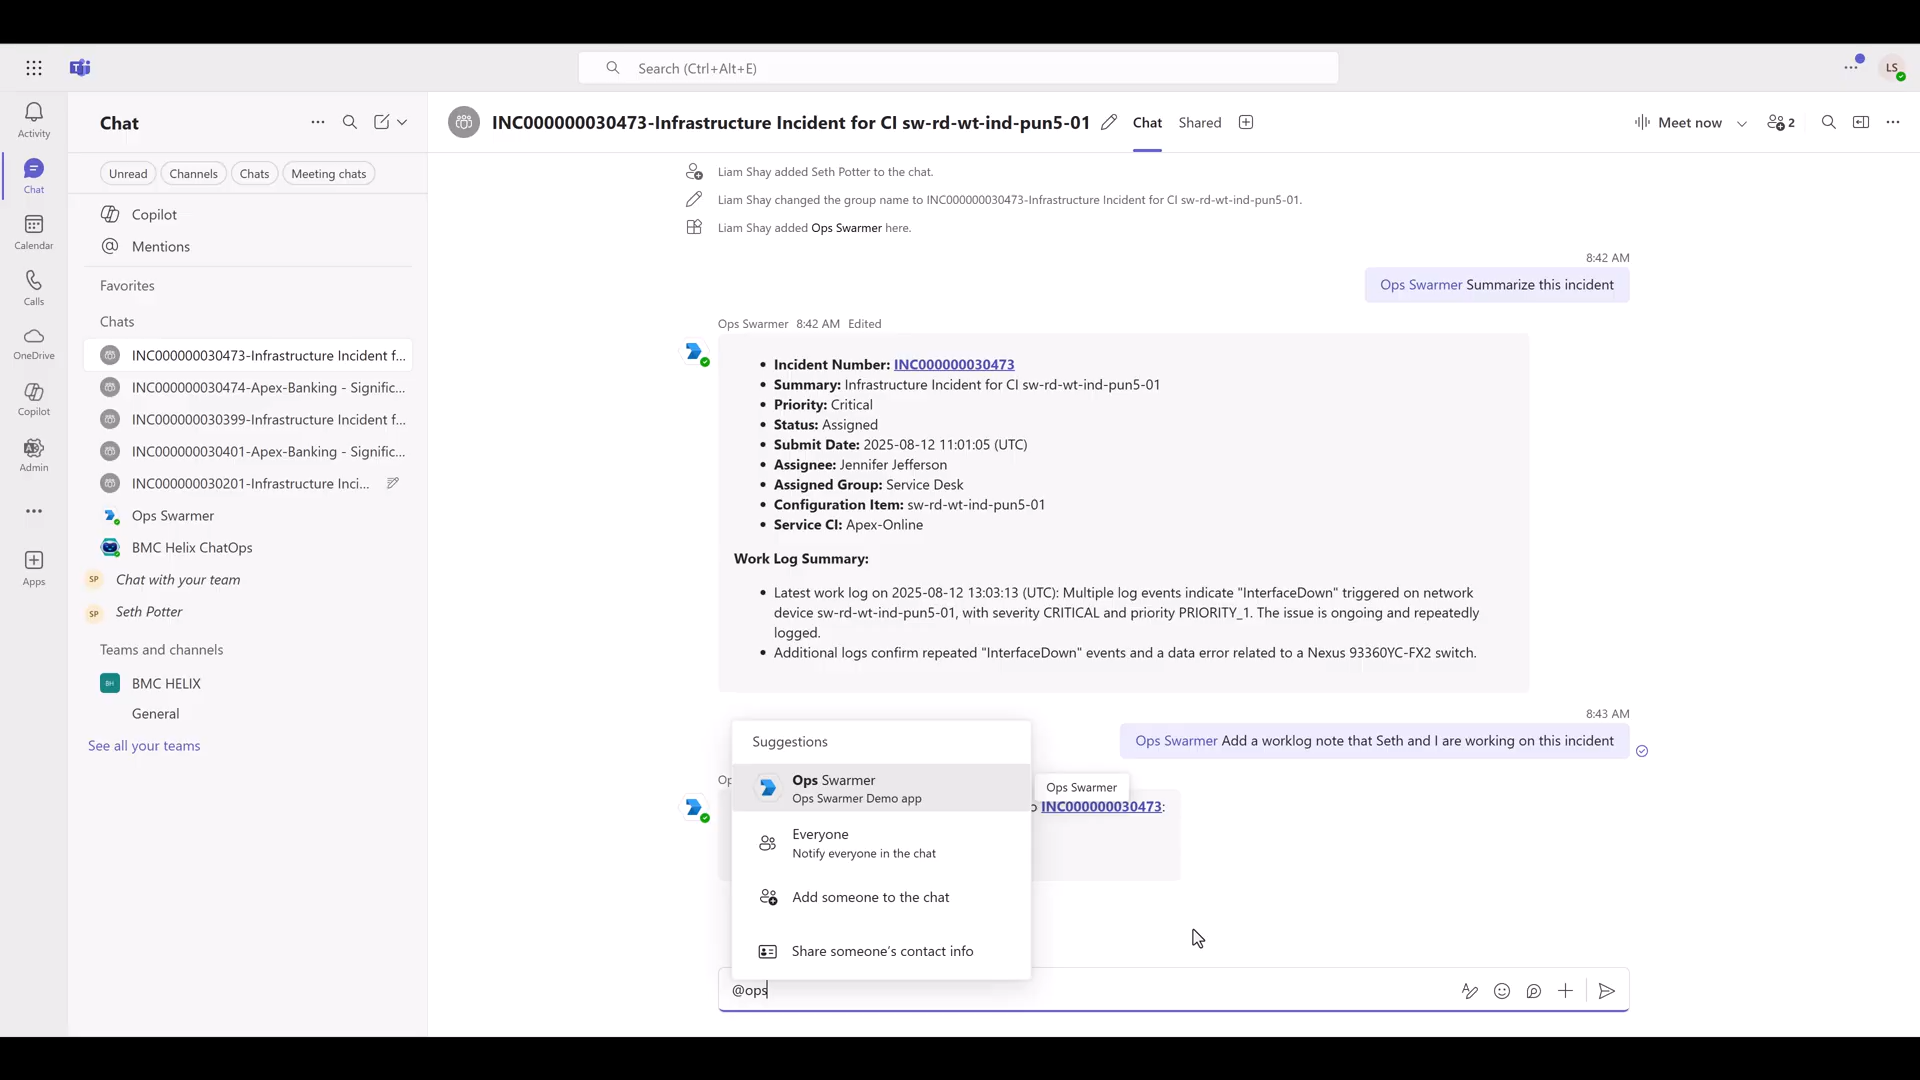 Search (Ctrl+Alt+E)
LS
Activity
Chat
Calendar
Calls
OneDrive
Copilot
Admin
Apps
Chat
Unread
Channels
Chats
Meeting chats
Copilot
Mentions
Favorites
Chats
INC000000030473-Infrastructure Incident f...
INC000000030474-Apex-Banking - Signific...
INC000000030399-Infrastructure Incident f...
INC000000030401-Apex-Banking - Signific...
INC000000030201-Infrastructure Inci...
Ops Swarmer
BMC Helix ChatOps
SP Chat with your team
SP Seth Potter
Teams and channels
BH BMC HELIX
General
See all your teams
INC000000030473-Infrastructure Incident for CI sw-rd-wt-ind-pun5-01
Chat
Shared
Meet now
2
Liam Shay added Seth Potter to the chat.
Liam Shay changed the group name to INC000000030473-Infrastructure Incident for CI sw-rd-wt-ind-pun5-01.
Liam Shay added Ops Swarmer here.
8:42 AM
Ops Swarmer Summarize this incident
Ops Swarmer 8:42 AM Edited
• Incident Number: INC000000030473
• Summary: Infrastructure Incident for CI sw-rd-wt-ind-pun5-01
• Priority: Critical
• Status: Assigned
• Submit Date: 2025-08-12 11:01:05 (UTC)
• Assignee: Jennifer Jefferson
• Assigned Group: Service Desk
• Configuration Item: sw-rd-wt-ind-pun5-01
• Service CI: Apex-Online
Work Log Summary:
• Latest work log on 2025-08-12 13:03:13 (UTC): Multiple log events indicate "InterfaceDown" triggered on network
device sw-rd-wt-ind-pun5-01, with severity CRITICAL and priority PRIORITY_1. The issue is ongoing and repeatedly
logged.
• Additional logs confirm repeated "InterfaceDown" events and a data error related to a Nexus 93360YC-FX2 switch.
8:43 AM
Ops Swarmer Add a worklog note that Seth and I are working on this incident
Op
INC000000030473:
Suggestions
Ops Swarmer
Ops Swarmer Demo app
Ops Swarmer
Everyone
Notify everyone in the chat
Add someone to the chat
Share someone's contact info
@ops